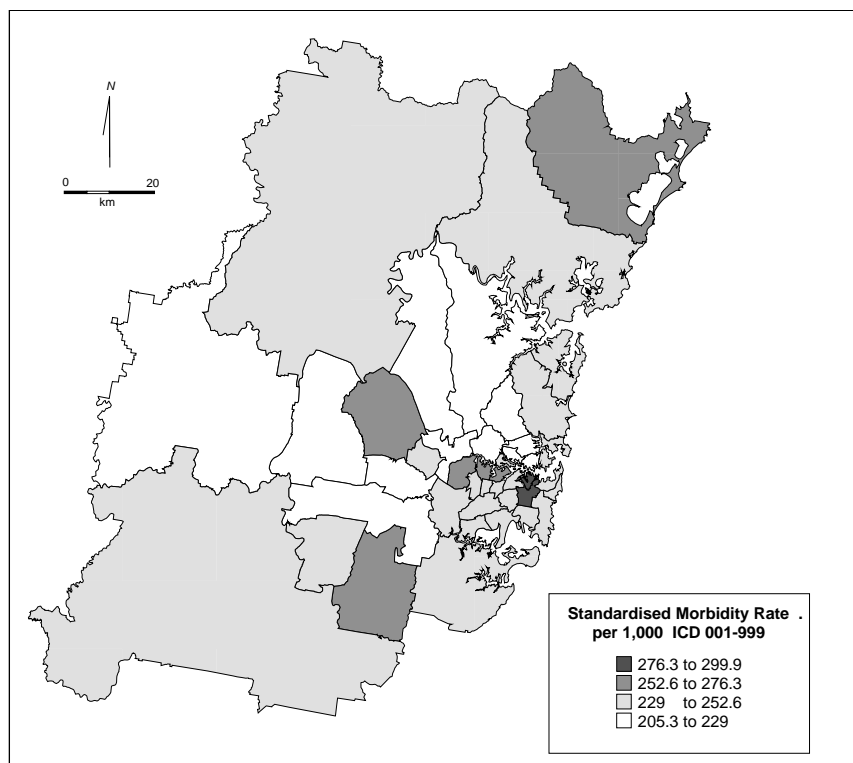 N
0 20
km
Standardised Morbidity Rate .
per 1,000 ICD 001-999
276.3 to 299.9
252.6 to 276.3
229 to 252.6
205.3 to 229